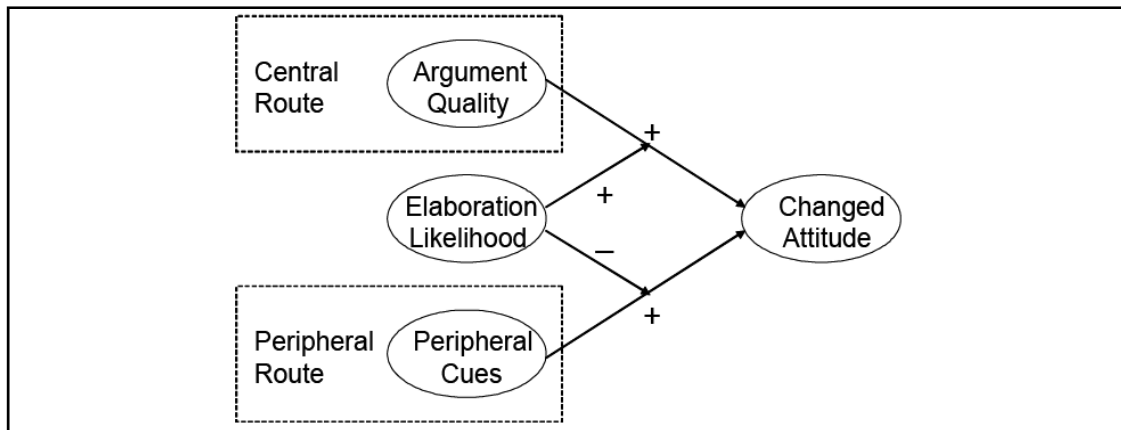 Central
Route
Argument
Quality
+
+
Elaboration
Likelihood
Changed
Attitude
–
+
Peripheral
Route
Peripheral
Cues